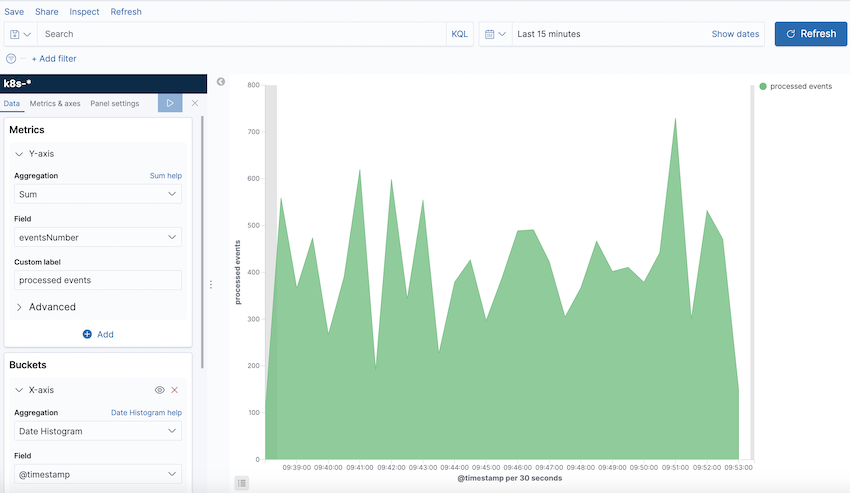 Save Share Inspect Refresh
Search KQL Last 15 minutes Show dates Refresh
+ Add filter
k8s-*
Data Metrics & axes Panel settings
Metrics
Y-axis
Aggregation Sum help
Sum
Field
eventsNumber
Custom label
processed events
Advanced
Add
Buckets
X-axis
Aggregation Date Histogram help
Date Histogram
Field
@timestamp
800
700
600
500
400
300
200
100
0
processed events
09:39:00 09:40:00 09:41:00 09:42:00 09:43:00 09:44:00 09:45:00 09:46:00 09:47:00 09:48:00 09:49:00 09:50:00 09:51:00 09:52:00 09:53:00
@timestamp per 30 seconds
processed events